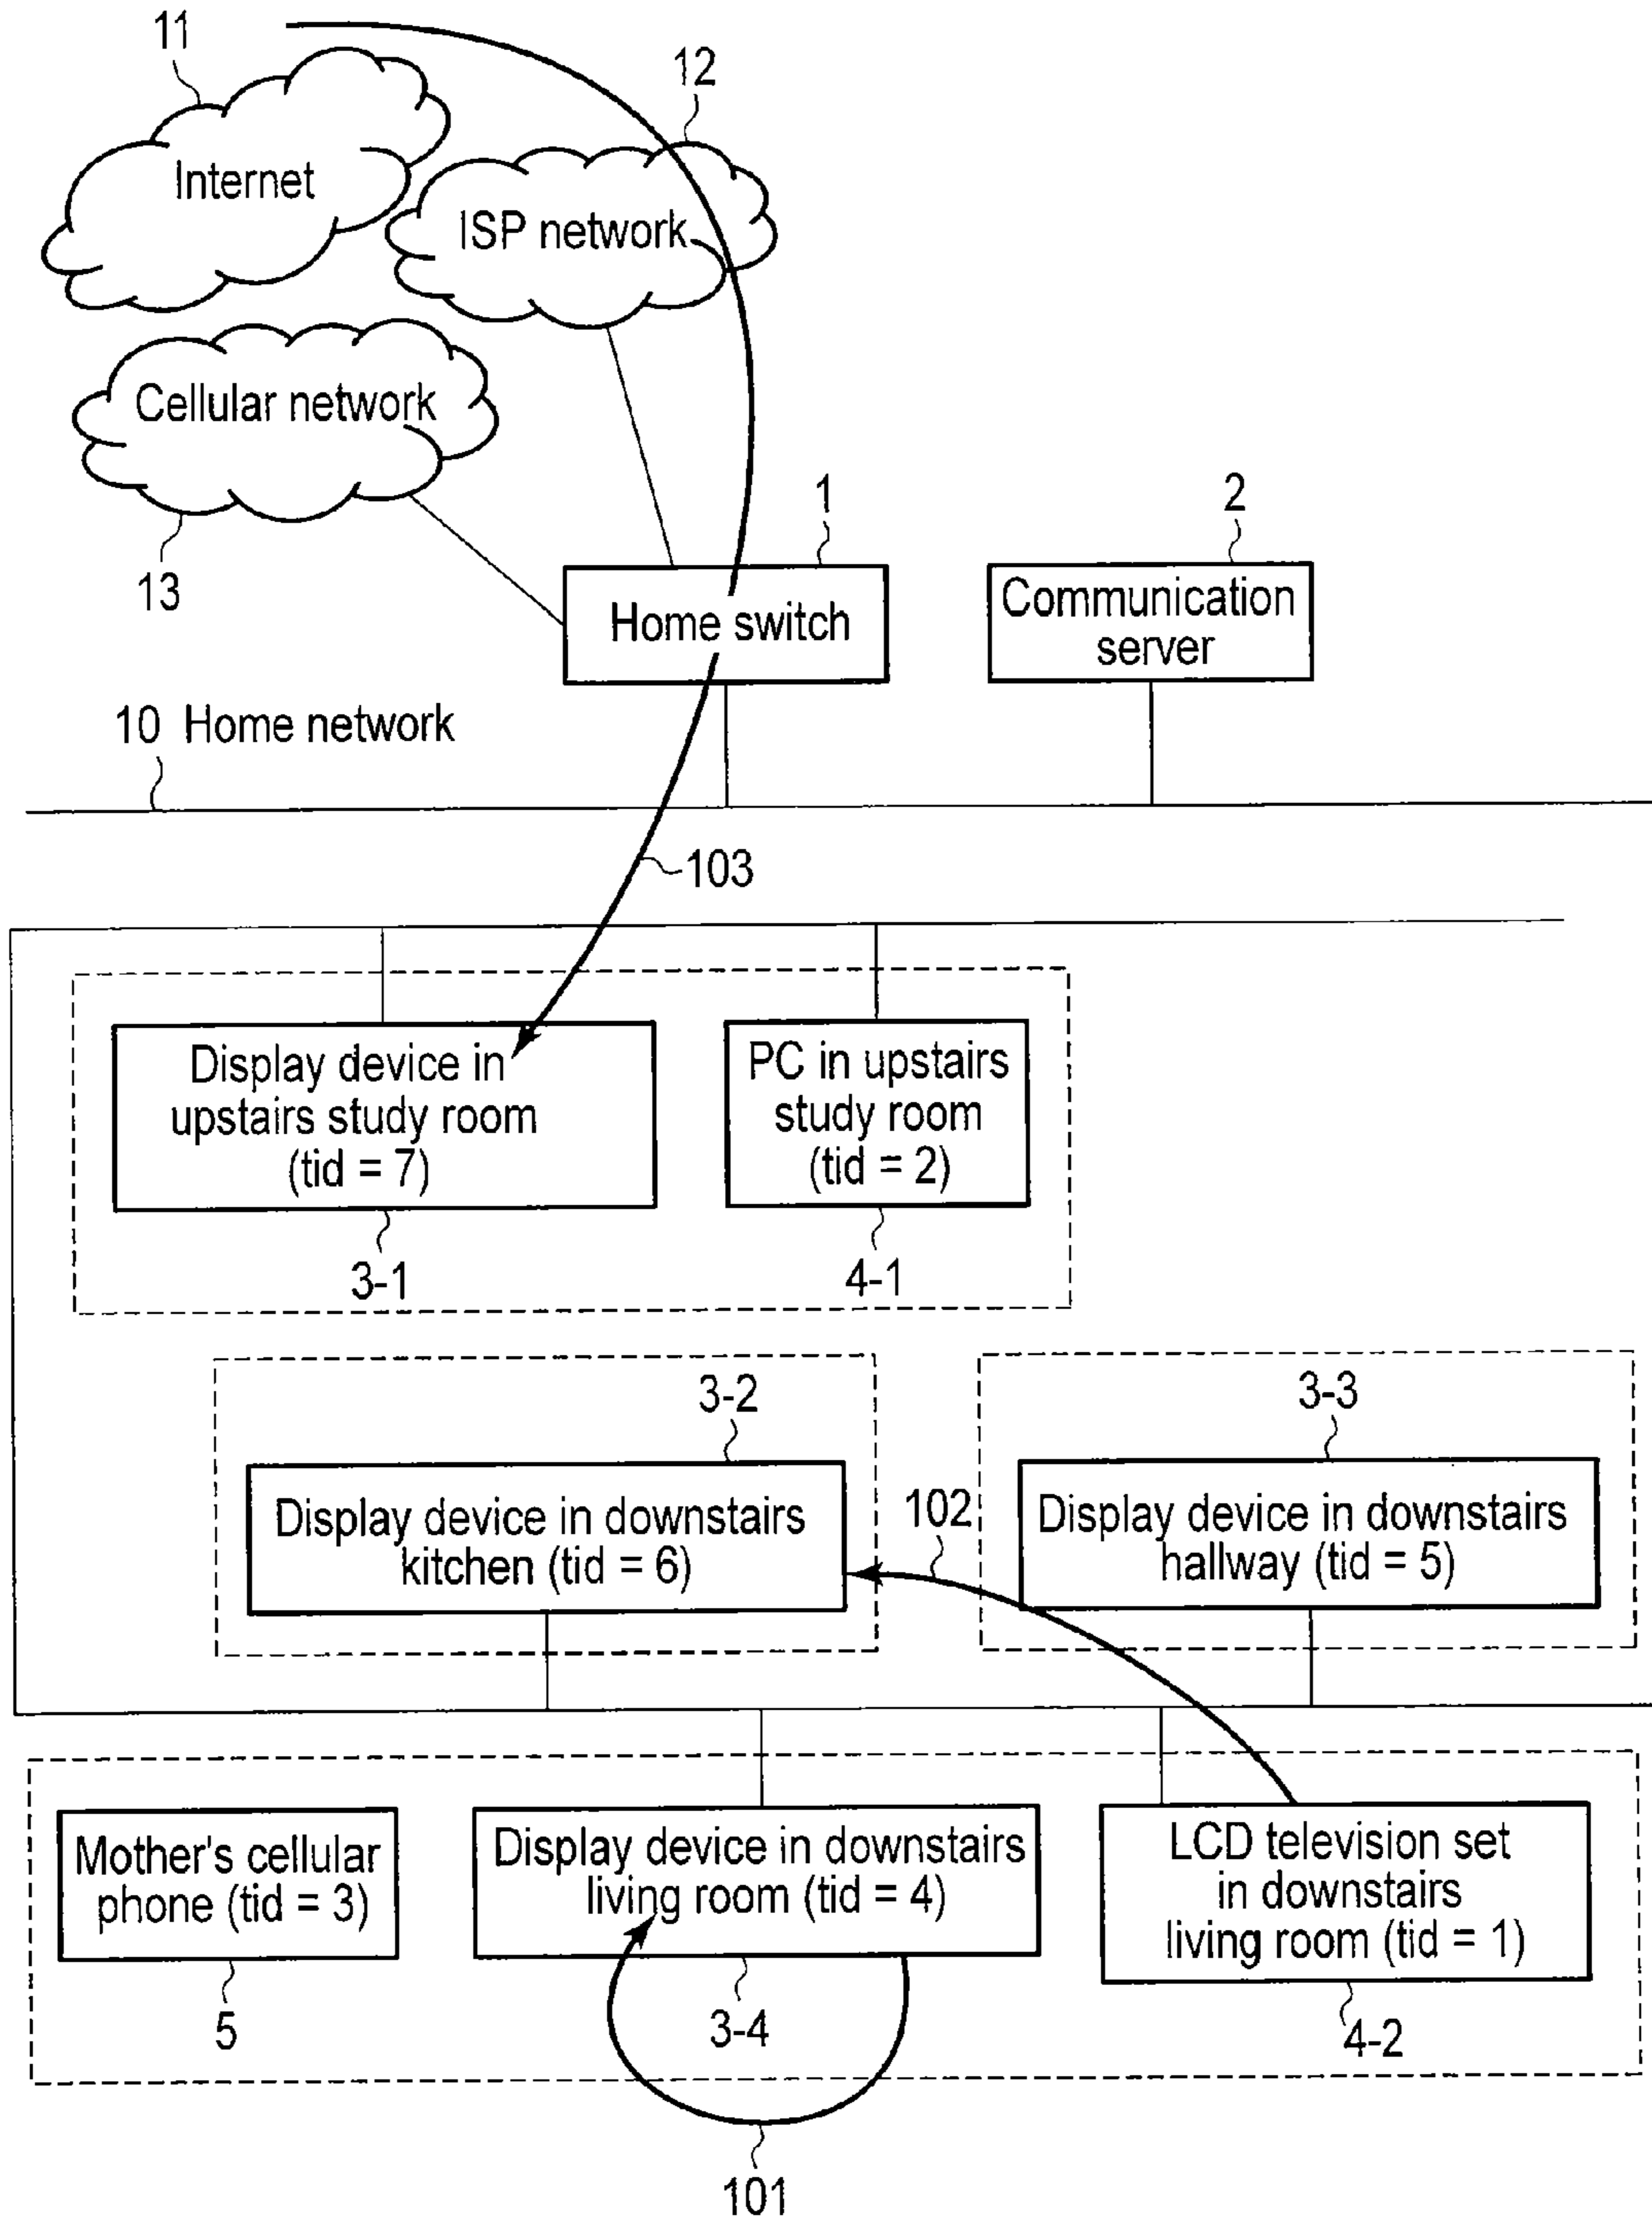 11
12
Internet
ISP network
Cellular network
13
1
2
Home switch
Communication
server
10 Home network
103
Display device in
upstairs study room
(tid = 7)
PC in upstairs
study room
(tid = 2)
3-1
4-1
3-2
3-3
Display device in downstairs
kitchen (tid = 6)
102
Display device in downstairs
hallway (tid = 5)
Mother's cellular
phone (tid = 3)
Display device in downstairs
living room (tid = 4)
LCD television set
in downstairs
living room (tid = 1)
5
3-4
4-2
101